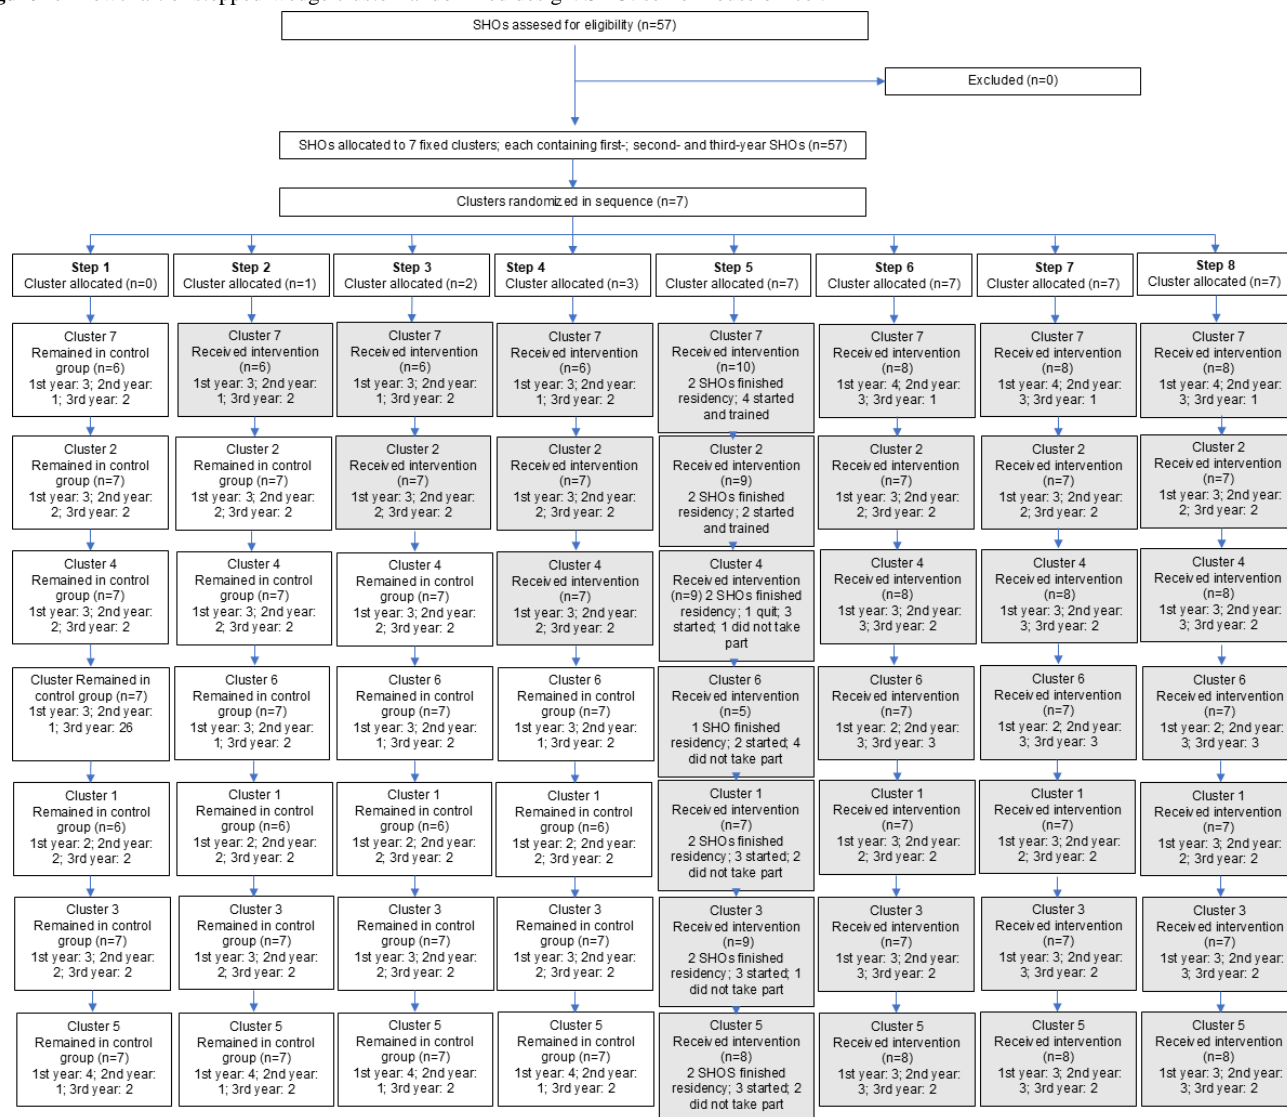 SHOs assesed for eligibility (n=57)
Excluded (n=0)
SHOs allocated to 7 fixed clusters; each containing first-; second- and third-year SHOs (n=57)
Clusters randomized in sequence (n=7)
Step 1
Cluster allocated (n=0)
Step 2
Cluster allocated (n=1)
Step 3
Cluster allocated (n=2)
Step 4
Cluster allocated (n=3)
Step 5
Cluster allocated (n=7)
Step 6
Cluster allocated (n=7)
Step 7
Cluster allocated (n=7)
Step 8
Cluster allocated (n=7)
Cluster 7
Remained in control
group (n=6)
1st year: 3; 2nd year:
1; 3rd year: 2
Cluster 7
Received intervention
(n=6)
1st year: 3; 2nd year:
1; 3rd year: 2
Cluster 7
Received intervention
(n=6)
1st year: 3; 2nd year:
1; 3rd year: 2
Cluster 7
Received intervention
(n=6)
1st year: 3; 2nd year:
1; 3rd year: 2
Cluster 7
Received intervention
(n=10)
2 SHOs finished
residency; 4 started
and trained
Cluster 7
Received intervention
(n=8)
1st year: 4; 2nd year:
3; 3rd year: 1
Cluster 7
Received intervention
(n=8)
1st year: 4; 2nd year:
3; 3rd year: 1
Cluster 7
Received intervention
(n=8)
1st year: 4; 2nd year:
3; 3rd year: 1
Cluster 2
Remained in control
group (n=7)
1st year: 3; 2nd year:
2; 3rd year: 2
Cluster 2
Remained in control
group (n=7)
1st year: 3; 2nd year:
2; 3rd year: 2
Cluster 2
Received intervention
(n=7)
1st year: 3; 2nd year:
2; 3rd year: 2
Cluster 2
Received intervention
(n=7)
1st year: 3; 2nd year:
2; 3rd year: 2
Cluster 2
Received intervention
(n=9)
2 SHOs finished
residency; 2 started
and trained
Cluster 2
Received intervention
(n=7)
1st year: 3; 2nd year:
2; 3rd year: 2
Cluster 2
Received intervention
(n=7)
1st year: 3; 2nd year:
2; 3rd year: 2
Cluster 2
Received intervention
(n=7)
1st year: 3; 2nd year:
2; 3rd year: 2
Cluster 4
Remained in control
group (n=7)
1st year: 3; 2nd year:
2; 3rd year: 2
Cluster 4
Remained in control
group (n=7)
1st year: 3; 2nd year:
2; 3rd year: 2
Cluster 4
Remained in control
group (n=7)
1st year: 3; 2nd year:
2; 3rd year: 2
Cluster 4
Received intervention
(n=7)
1st year: 3; 2nd year:
2; 3rd year: 2
Cluster 4
Received intervention
(n=9) 2 SHOs finished
residency; 1 quit; 3
started; 1 did not take
part
Cluster 4
Received intervention
(n=8)
1st year: 3; 2nd year:
3; 3rd year: 2
Cluster 4
Received intervention
(n=8)
1st year: 3; 2nd year:
3; 3rd year: 2
Cluster 4
Received intervention
(n=8)
1st year: 3; 2nd year:
3; 3rd year: 2
Cluster Remained in
control group (n=7)
1st year: 3; 2nd year:
1; 3rd year: 26
Cluster 6
Remained in control
group (n=7)
1st year: 3; 2nd year:
1; 3rd year: 2
Cluster 6
Remained in control
group (n=7)
1st year: 3; 2nd year:
1; 3rd year: 2
Cluster 6
Remained in control
group (n=7)
1st year: 3; 2nd year:
1; 3rd year: 2
Cluster 6
Received intervention
(n=5)
1 SHO finished
residency; 2 started; 4
did not take part
Cluster 6
Received intervention
(n=7)
1st year: 2; 2nd year:
3; 3rd year: 3
Cluster 6
Received intervention
(n=7)
1st year: 2; 2nd year:
3; 3rd year: 3
Cluster 6
Received intervention
(n=7)
1st year: 2; 2nd year:
3; 3rd year: 3
Cluster 1
Remained in control
group (n=6)
1st year: 2; 2nd year:
2; 3rd year: 2
Cluster 1
Remained in control
group (n=6)
1st year: 2; 2nd year:
2; 3rd year: 2
Cluster 1
Remained in control
group (n=6)
1st year: 2; 2nd year:
2; 3rd year: 2
Cluster 1
Remained in control
group (n=6)
1st year: 2; 2nd year:
2; 3rd year: 2
Cluster 1
Received intervention
(n=7)
2 SHOs finished
residency; 3 started; 2
did not take part
Cluster 1
Received intervention
(n=7)
1st year: 3; 2nd year:
2; 3rd year: 2
Cluster 1
Received intervention
(n=7)
1st year: 3; 2nd year:
2; 3rd year: 2
Cluster 1
Received intervention
(n=7)
1st year: 3; 2nd year:
2; 3rd year: 2
Cluster 3
Remained in control
group (n=7)
1st year: 3; 2nd year:
2; 3rd year: 2
Cluster 3
Remained in control
group (n=7)
1st year: 3; 2nd year:
2; 3rd year: 2
Cluster 3
Remained in control
group (n=7)
1st year: 3; 2nd year:
2; 3rd year: 2
Cluster 3
Remained in control
group (n=7)
1st year: 3; 2nd year:
2; 3rd year: 2
Cluster 3
Received intervention
(n=9)
2 SHOs finished
residency; 3 started; 1
did not take part
Cluster 3
Received intervention
(n=7)
1st year: 3; 2nd year:
3; 3rd year: 2
Cluster 3
Received intervention
(n=7)
1st year: 3; 2nd year:
3; 3rd year: 2
Cluster 3
Received intervention
(n=7)
1st year: 3; 2nd year:
3; 3rd year: 2
Cluster 5
Remained in control
group (n=7)
1st year: 4; 2nd year:
1; 3rd year: 2
Cluster 5
Remained in control
group (n=7)
1st year: 4; 2nd year:
1; 3rd year: 2
Cluster 5
Remained in control
group (n=7)
1st year: 4; 2nd year:
1; 3rd year: 2
Cluster 5
Remained in control
group (n=7)
1st year: 4; 2nd year:
1; 3rd year: 2
Cluster 5
Received intervention
(n=8)
2 SHOS finished
residency; 3 started; 2
did not take part
Cluster 5
Received intervention
(n=8)
1st year: 3; 2nd year:
3; 3rd year: 2
Cluster 5
Received intervention
(n=8)
1st year: 3; 2nd year:
3; 3rd year: 2
Cluster 5
Received intervention
(n=8)
1st year: 3; 2nd year:
3; 3rd year: 2